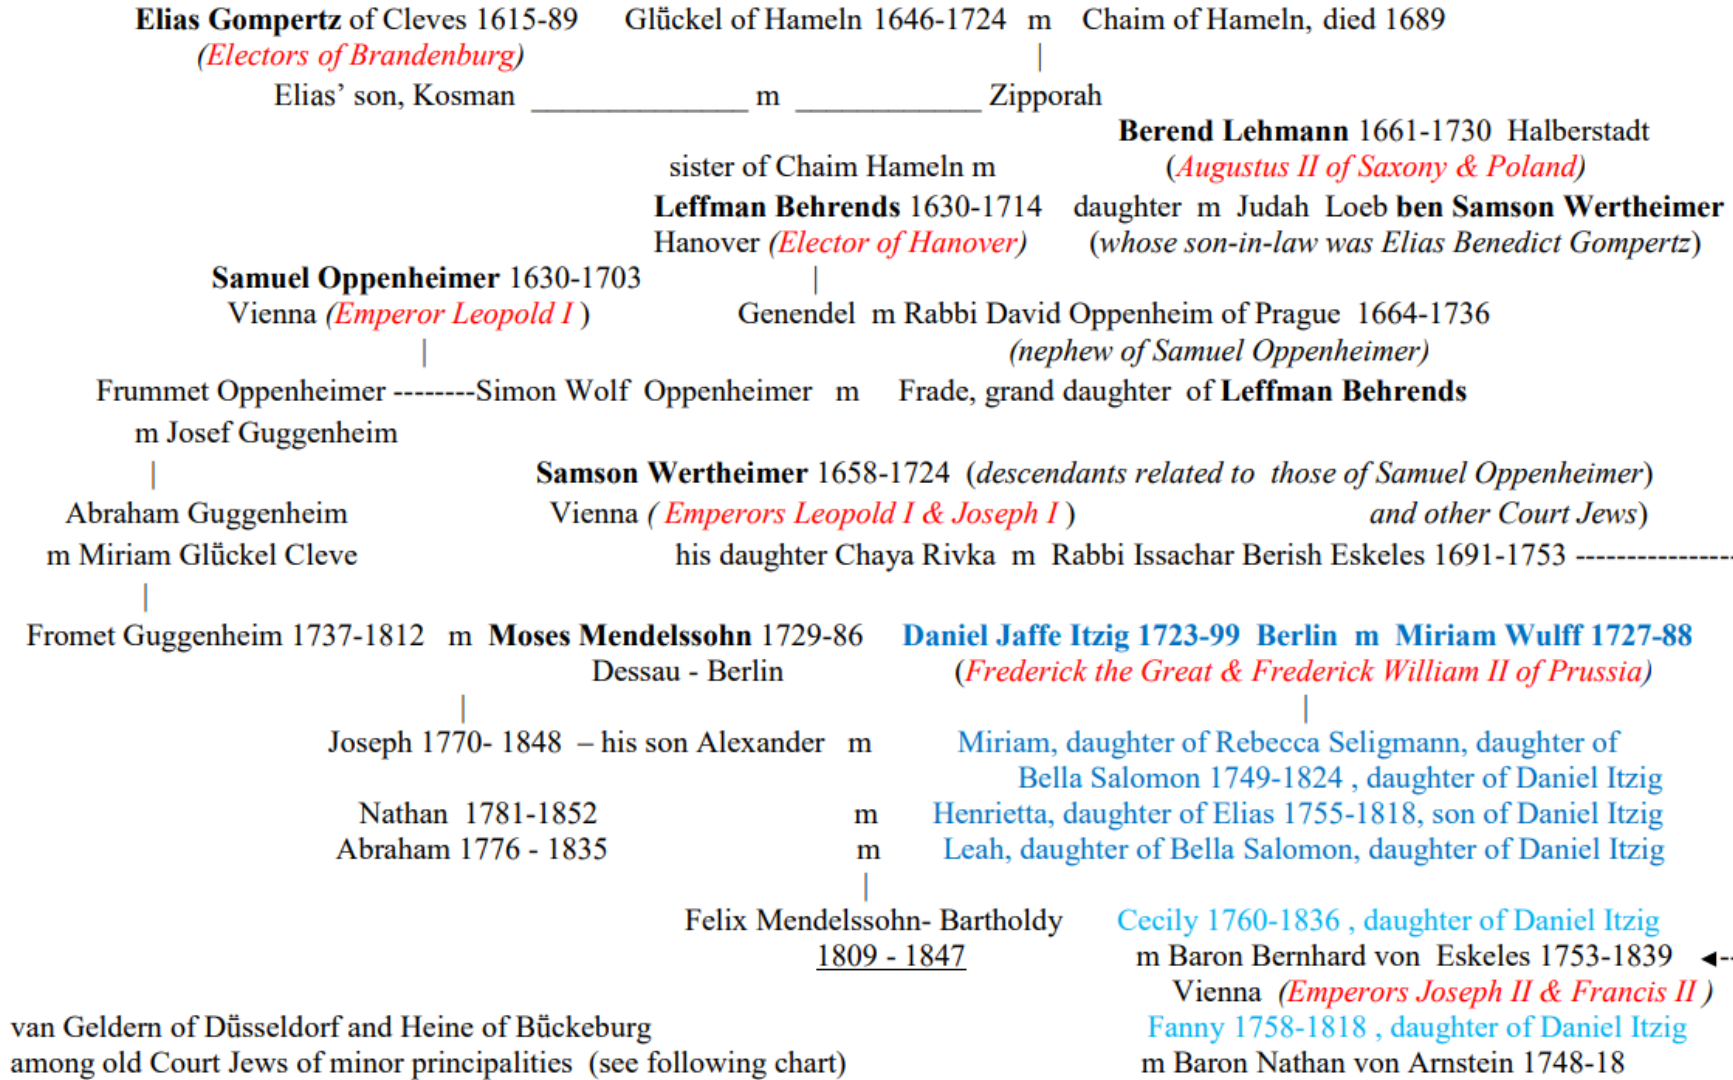 Elias Gompertz of Cleves 1615-89 Glückel of Hameln 1646-1724 m Chaim of Hameln, died 1689
(Electors of Brandenburg) |
Elias’ son, Kosman ______________ m ____________ Zipporah
Berend Lehmann 1661-1730 Halberstadt
sister of Chaim Hameln m (Augustus II of Saxony & Poland)
Leffman Behrends 1630-1714 daughter m Judah Loeb ben Samson Wertheimer
Hanover (Elector of Hanover) (whose son-in-law was Elias Benedict Gompertz)
Samuel Oppenheimer 1630-1703 |
Vienna (Emperor Leopold I ) Genendel m Rabbi David Oppenheim of Prague 1664-1736
| (nephew of Samuel Oppenheimer)
Frummet Oppenheimer --------Simon Wolf Oppenheimer m Frade, grand daughter of Leffman Behrends
m Josef Guggenheim
| Samson Wertheimer 1658-1724 (descendants related to those of Samuel Oppenheimer)
Abraham Guggenheim Vienna ( Emperors Leopold I & Joseph I ) and other Court Jews)
m Miriam Glückel Cleve his daughter Chaya Rivka m Rabbi Issachar Berish Eskeles 1691-1753 ----------------
|
Fromet Guggenheim 1737-1812 m Moses Mendelssohn 1729-86 Daniel Jaffe Itzig 1723-99 Berlin m Miriam Wulff 1727-88
Dessau - Berlin (Frederick the Great & Frederick William II of Prussia)
| |
Joseph 1770- 1848 – his son Alexander m Miriam, daughter of Rebecca Seligmann, daughter of
Bella Salomon 1749-1824 , daughter of Daniel Itzig
Nathan 1781-1852 m Henrietta, daughter of Elias 1755-1818, son of Daniel Itzig
Abraham 1776 - 1835 m Leah, daughter of Bella Salomon, daughter of Daniel Itzig
|
Felix Mendelssohn- Bartholdy Cecily 1760-1836 , daughter of Daniel Itzig
1809 - 1847 m Baron Bernhard von Eskeles 1753-1839 ◄--
Vienna (Emperors Joseph II & Francis II )
van Geldern of Düsseldorf and Heine of Bückeburg Fanny 1758-1818 , daughter of Daniel Itzig
among old Court Jews of minor principalities (see following chart) m Baron Nathan von Arnstein 1748-18